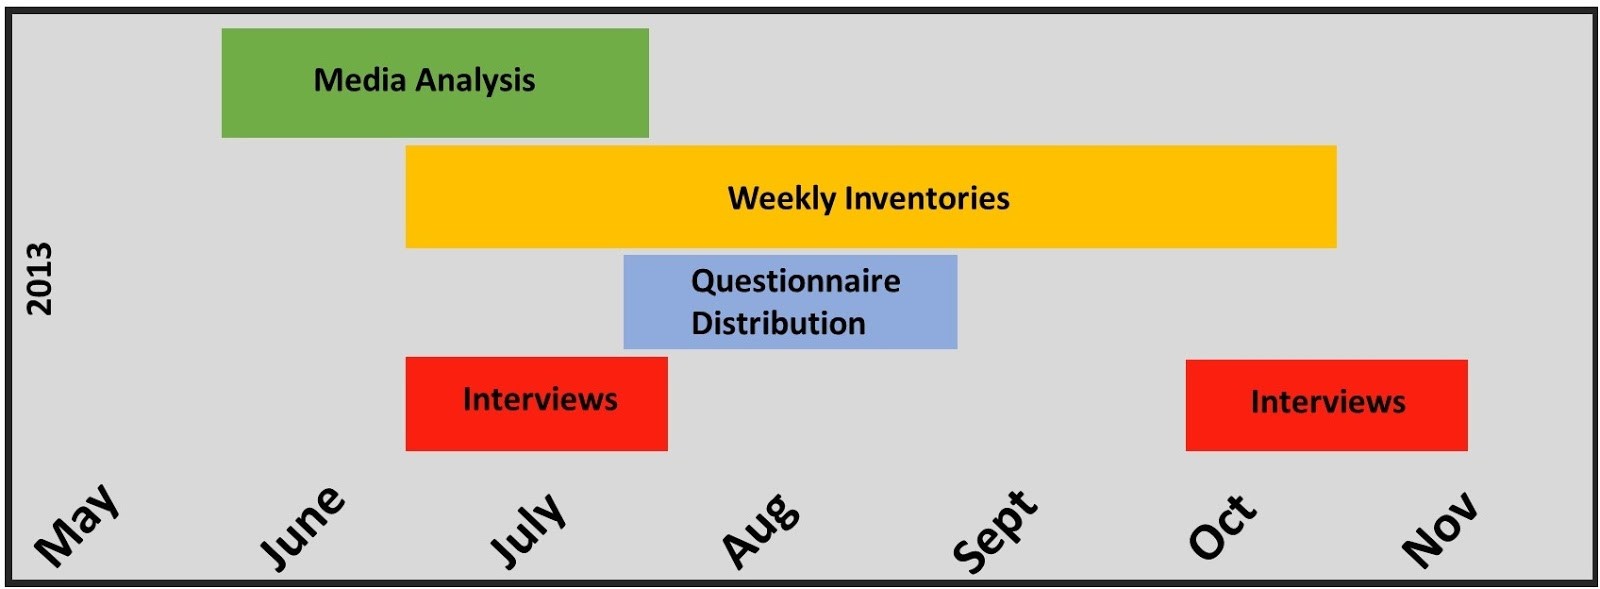 Media Analysis
Weekly Inventories
2013
Questionnaire
Distribution
Interviews
Interviews
May
June
July
Aug
Sept
Oct
Nov